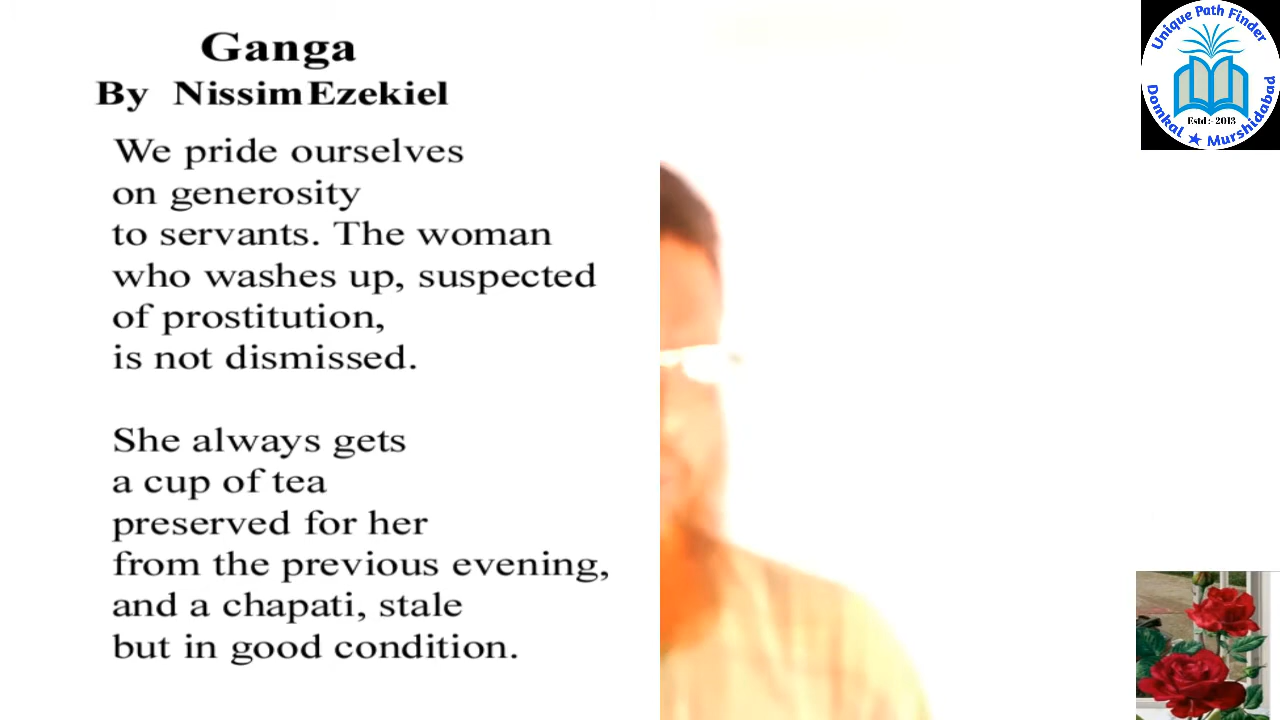 Ganga
By Nissim Ezekiel
We pride ourselves
on generosity
to servants. The woman
who washes up, suspected
of prostitution,
is not dismissed.
She always gets
a cup of tea
preserved for her
from the previous evening,
and a chapati, stale
but in good condition.
Unique Path Finder
Estd :- 2013
Domkal ★ Murshidabad